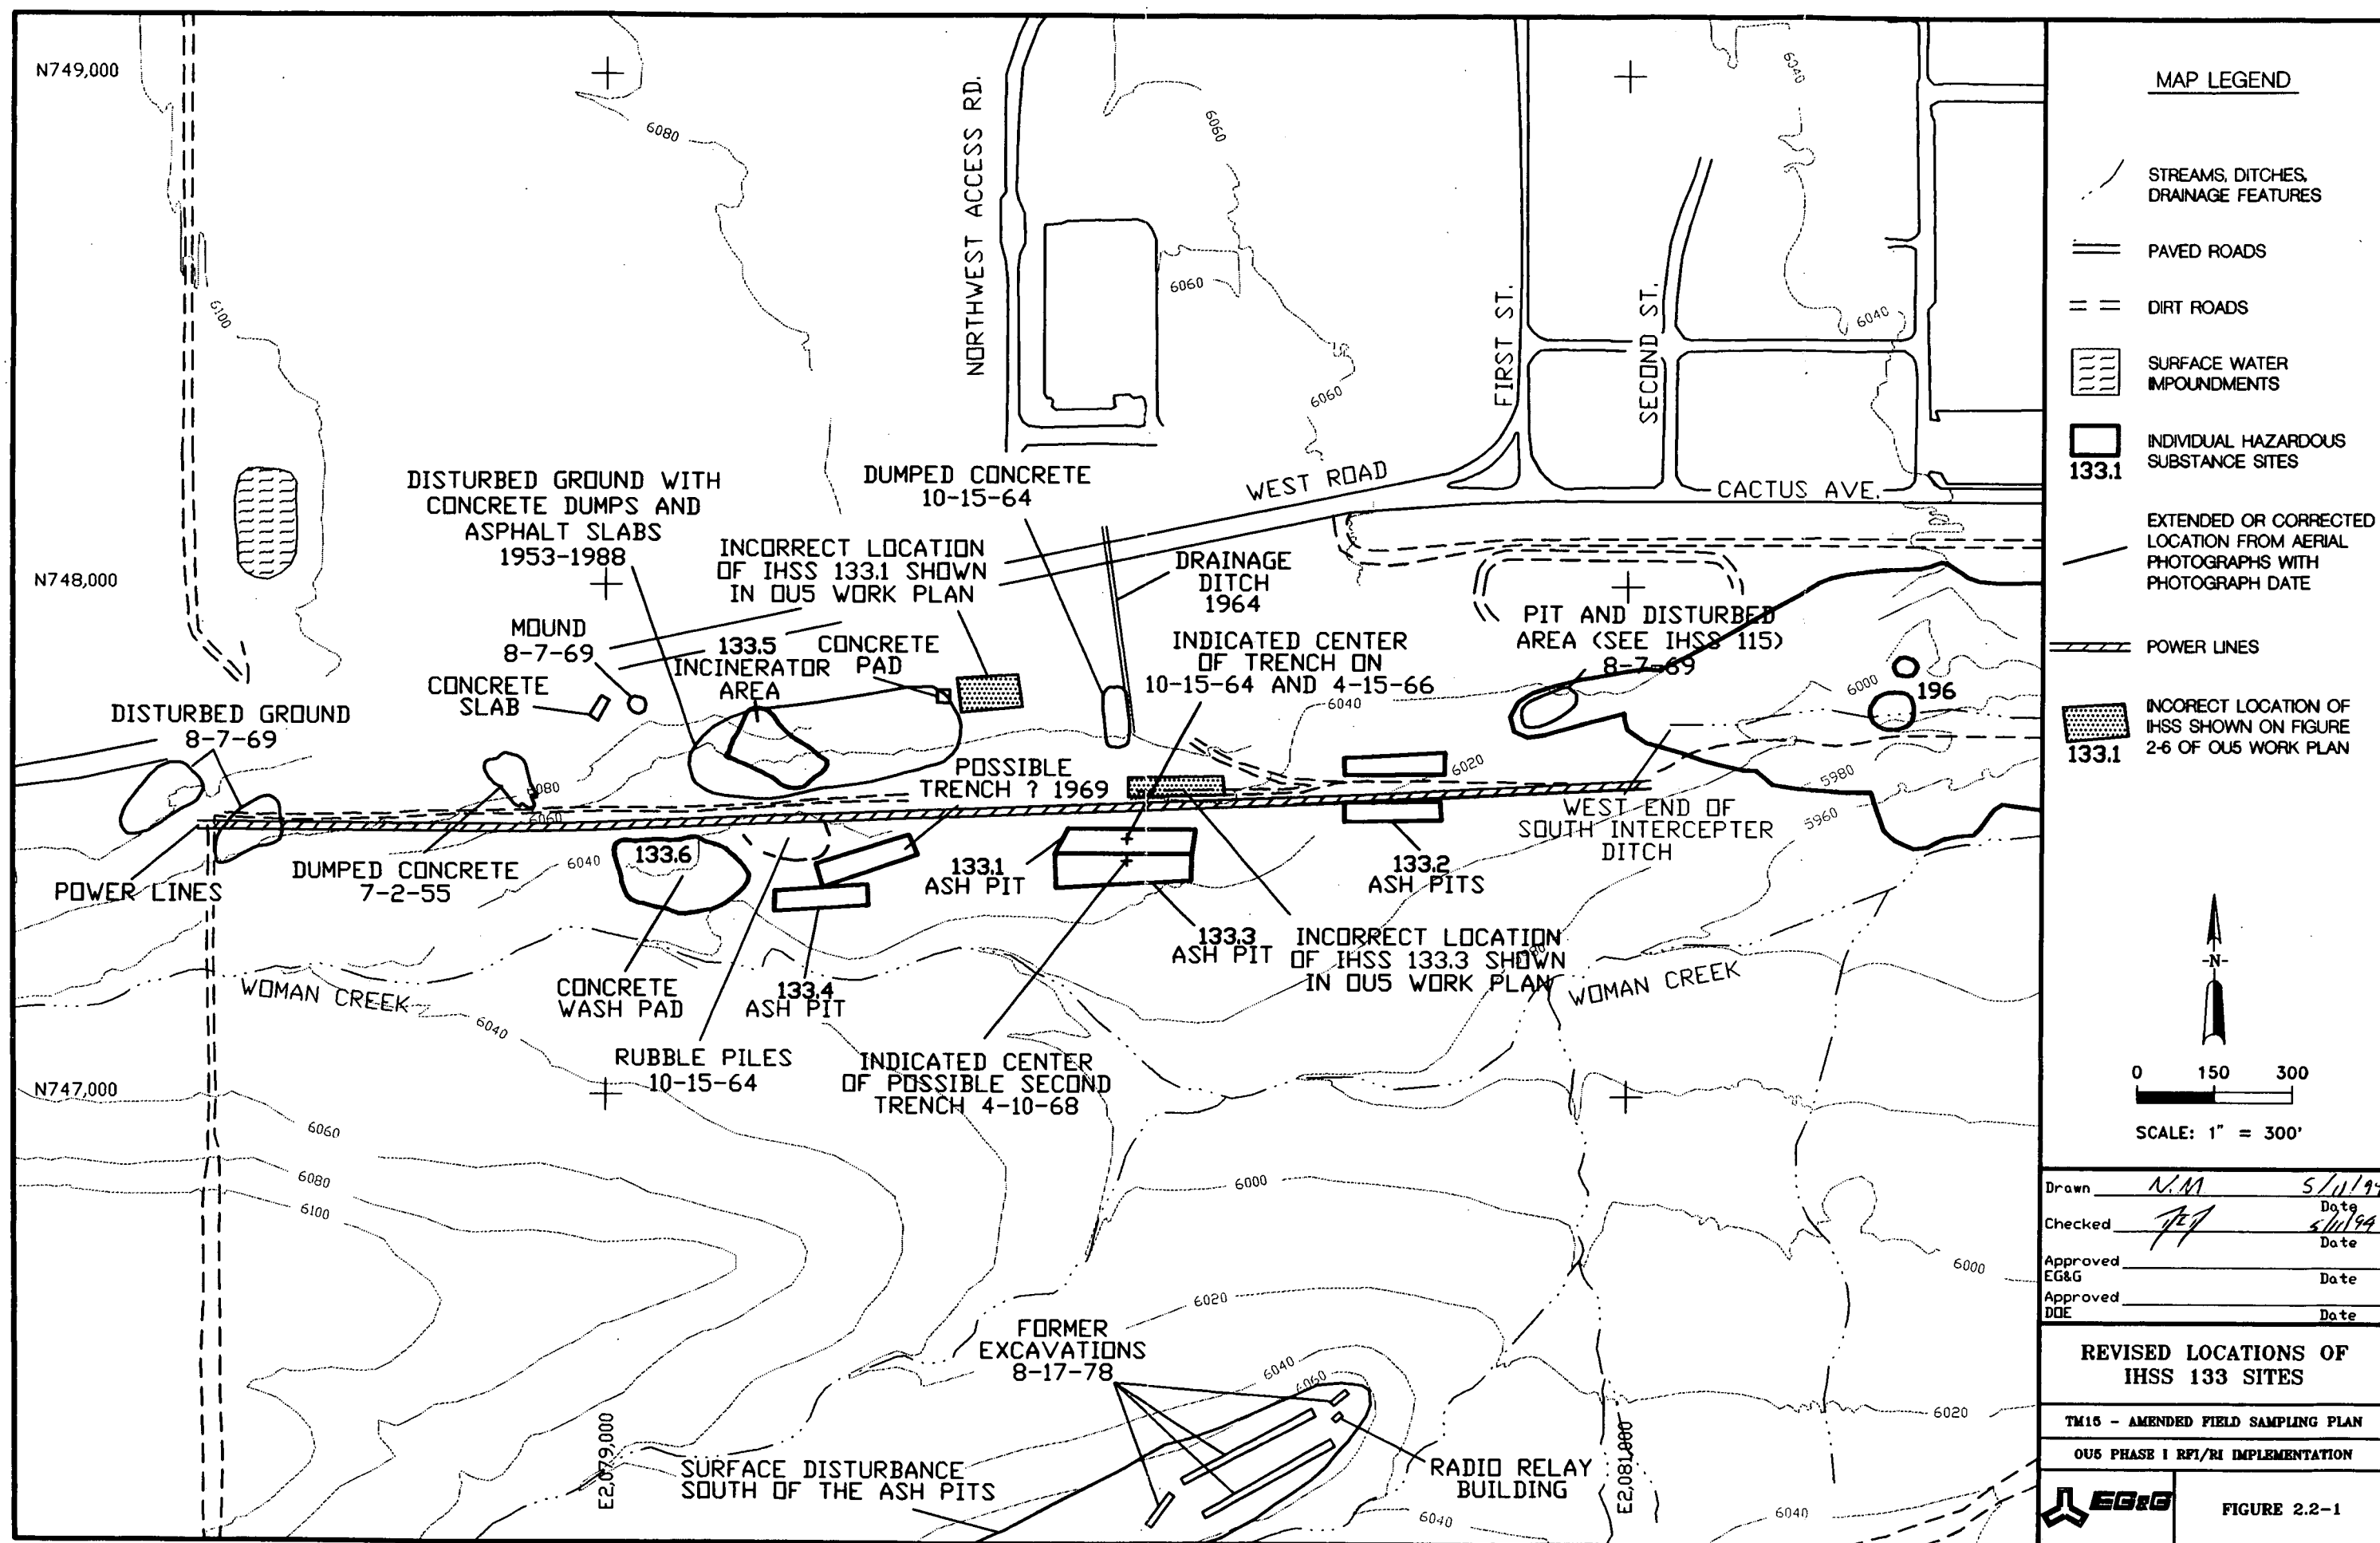 N749,000
6080
NORTHWEST ACCESS RD.
6060
6040
6100
6060
FIRST ST.
SECOND ST.
6040
6060
DISTURBED GROUND WITH
CONCRETE DUMPS AND
ASPHALT SLABS
1953-1988
DUMPED CONCRETE
10-15-64
WEST ROAD
CACTUS AVE.
N748,000
INCORRECT LOCATION
OF IHSS 133.1 SHOWN
IN OU5 WORK PLAN
DRAINAGE
DITCH
1964
MOUND
8-7-69
133.5
INCINERATOR
AREA
CONCRETE
PAD
INDICATED CENTER
OF TRENCH ON
10-15-64 AND 4-15-66
PIT AND DISTURBED
AREA (SEE IHSS 115)
8-7-69
CONCRETE
SLAB
6040
6000
196
DISTURBED GROUND
8-7-69
POSSIBLE
TRENCH ? 1969
6020
5980
6080
6060
5960
WEST END OF
SOUTH INTERCEPTER
DITCH
POWER LINES
DUMPED CONCRETE
7-2-55
6040
133.6
133.1
ASH PIT
133.2
ASH PITS
133.3
ASH PIT
INCORRECT LOCATION
OF IHSS 133.3 SHOWN
IN OU5 WORK PLAN
5980
WOMAN CREEK
WOMAN CREEK
CONCRETE
WASH PAD
133.4
ASH PIT
6040
RUBBLE PILES
10-15-64
INDICATED CENTER
OF POSSIBLE SECOND
TRENCH 4-10-68
N747,000
6060
6080
6100
6000
6000
6020
FORMER
EXCAVATIONS
8-17-78
6040
6060
6020
E2,079,000
SURFACE DISTURBANCE
SOUTH OF THE ASH PITS
RADIO RELAY
BUILDING
E2,081,000
6040
6040
MAP LEGEND
STREAMS, DITCHES,
DRAINAGE FEATURES
PAVED ROADS
DIRT ROADS
SURFACE WATER
IMPOUNDMENTS
133.1
INDIVIDUAL HAZARDOUS
SUBSTANCE SITES
EXTENDED OR CORRECTED
LOCATION FROM AERIAL
PHOTOGRAPHS WITH
PHOTOGRAPH DATE
POWER LINES
133.1
INCORECT LOCATION OF
IHSS SHOWN ON FIGURE
2-6 OF OU5 WORK PLAN
-N-
0 150 300
SCALE: 1" = 300'
Drawn N.M. 5/11/94
Date
Checked 5/11/94
Date
Approved
EG&G Date
Approved
DOE Date
REVISED LOCATIONS OF
IHSS 133 SITES
TM15 - AMENDED FIELD SAMPLING PLAN
OU5 PHASE I RFI/RI IMPLEMENTATION
EG&G
FIGURE 2.2-1